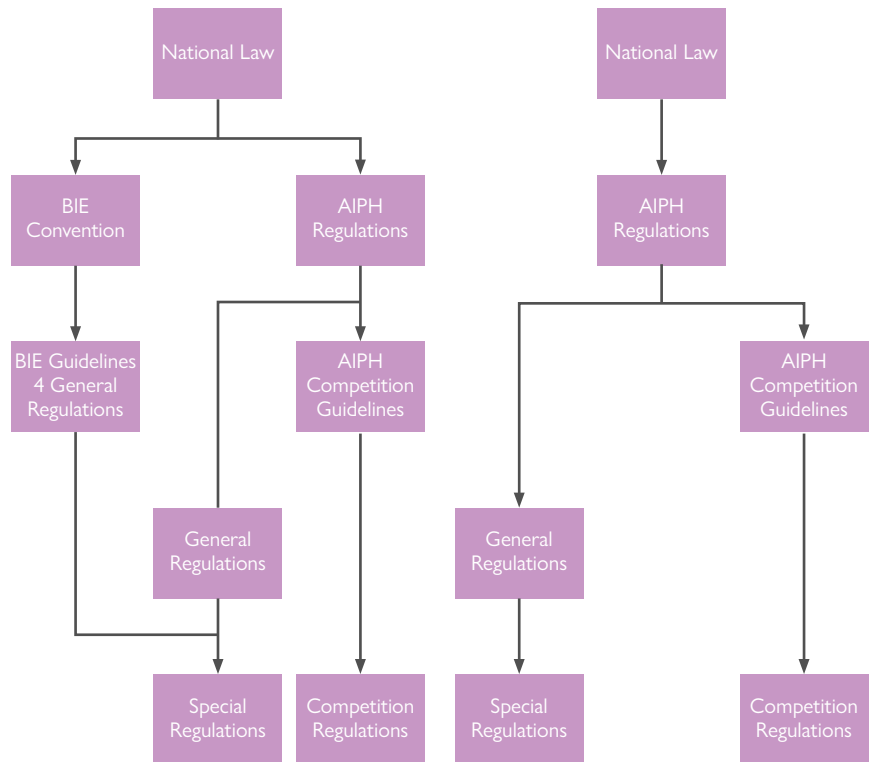 National Law
BIE
Convention
AIPH
Regulations
BIE Guidelines
4 General
Regulations
AIPH
Competition
Guidelines
General
Regulations
Special
Regulations
Competition
Regulations
National Law
AIPH
Regulations
AIPH
Competition
Guidelines
General
Regulations
Special
Regulations
Competition
Regulations